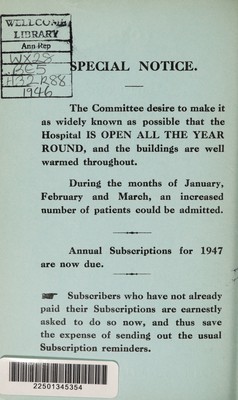 WELLCOME
LIBRARY
Ann Rep
WX28
.BE5
H32R88
1946
SPECIAL NOTICE.
The Committee desire to make it
as widely known as possible that the
Hospital IS OPEN ALL THE YEAR
ROUND, and the buildings are well
warmed throughout.
During the months of January,
February and March, an increased
number of patients could be admitted.
Annual Subscriptions for 1947
are now due.
☛ Subscribers who have not already
paid their Subscriptions are earnestly
asked to do so now, and thus save
the expense of sending out the usual
Subscription reminders.
22501345354